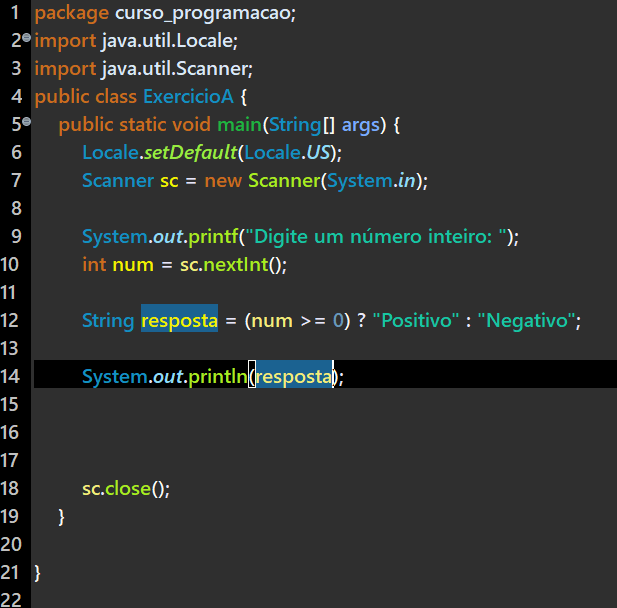 1 package curso_programacao;
2 import java.util.Locale;
3 import java.util.Scanner;
4 public class ExercicioA {
5     public static void main(String[] args) {
6         Locale.setDefault(Locale.US);
7         Scanner sc = new Scanner(System.in);
8
9         System.out.printf("Digite um número inteiro: ");
10         int num = sc.nextInt();
11
12         String resposta = (num >= 0) ? "Positivo" : "Negativo";
13
14         System.out.println(resposta);
15
16
17
18         sc.close();
19     }
20
21 }
22